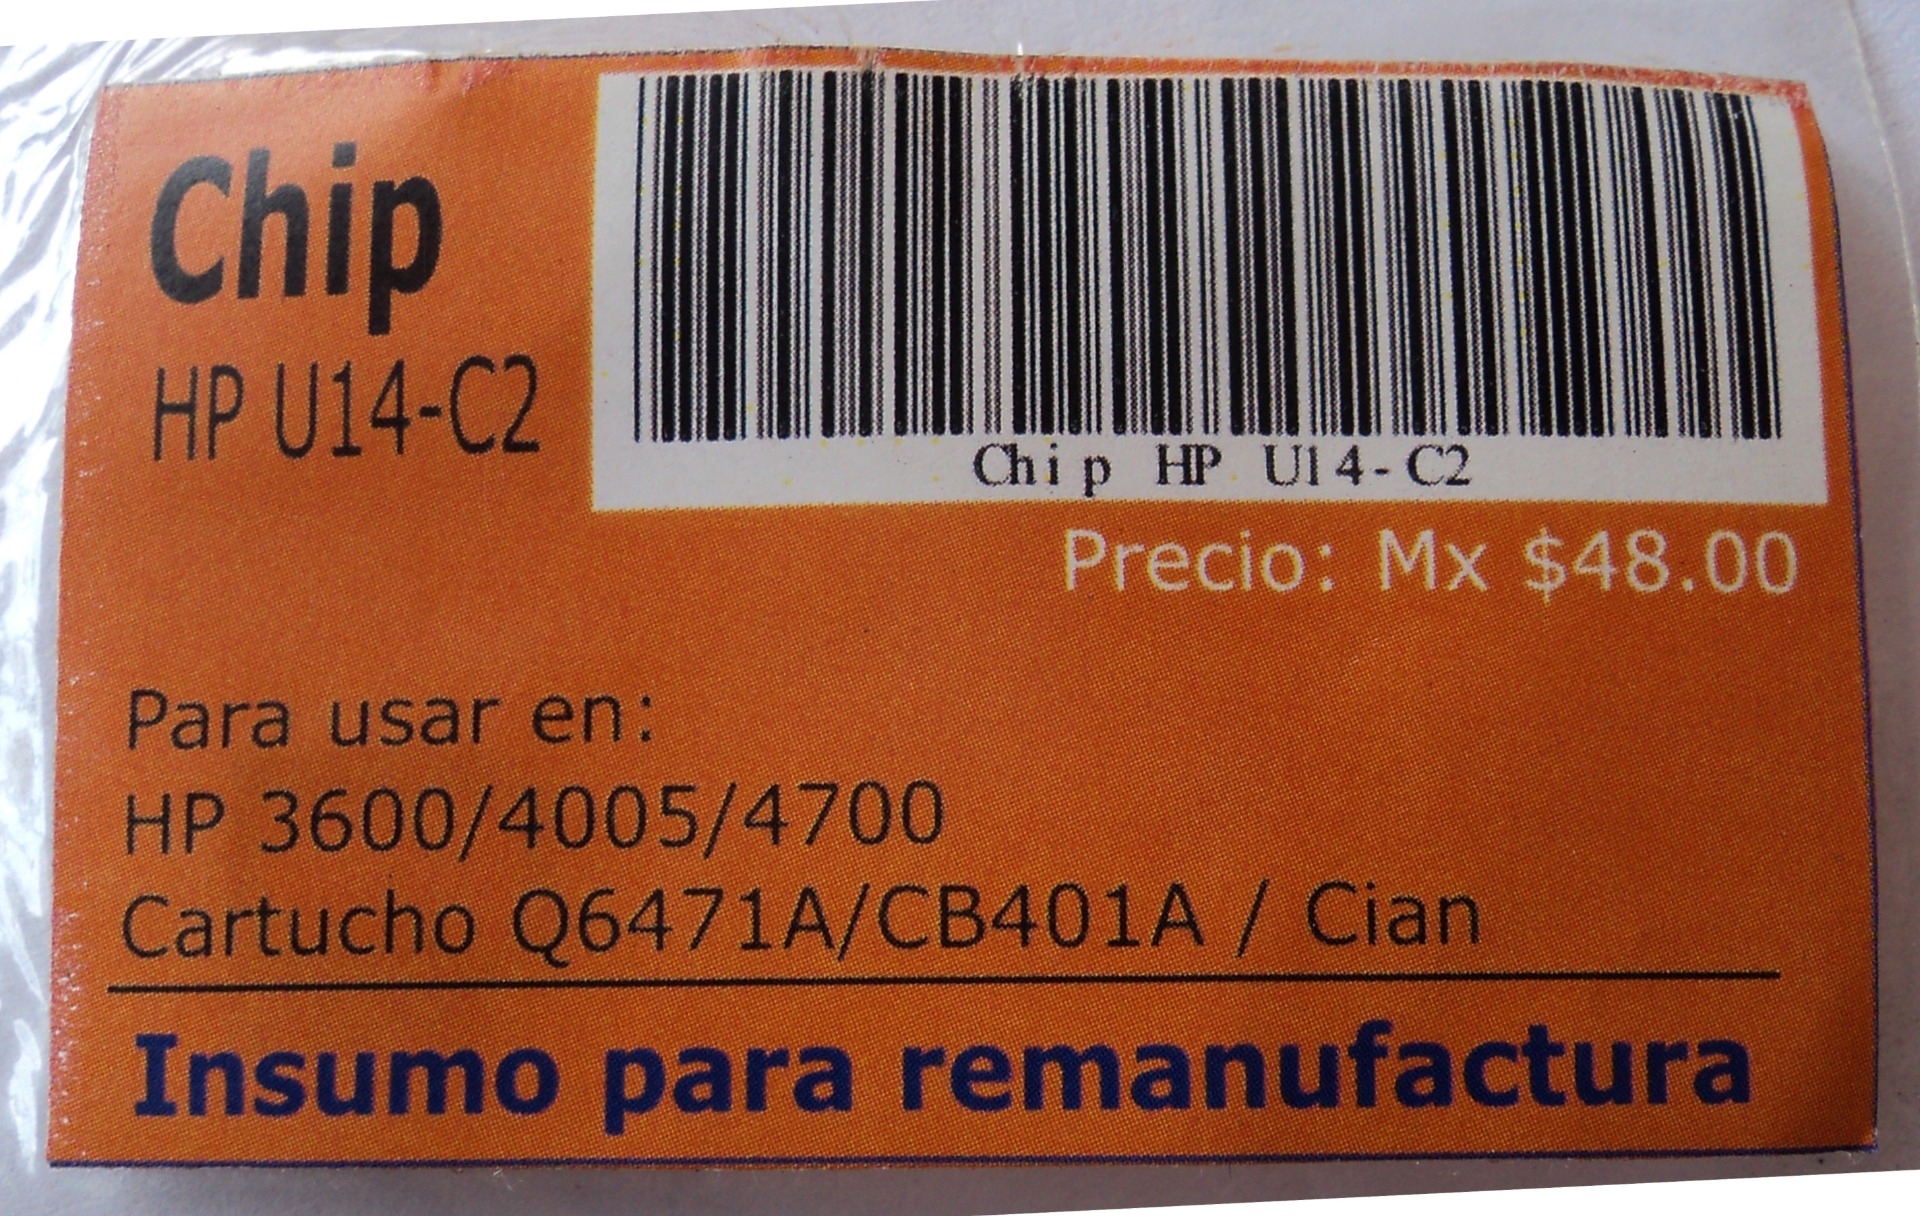 Chip
HP U14-C2
Chip HP U14-C2
Precio: Mx $48.00
Para usar en:
HP 3600/4005/4700
Cartucho Q6471A/CB401A / Cian
Insumo para remanufactura